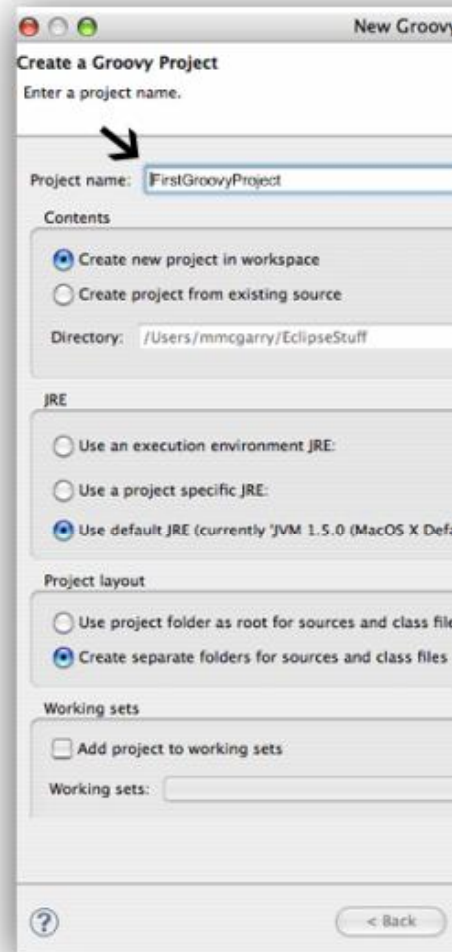 New Groovy
Create a Groovy Project
Enter a project name.
Project name: FirstGroovyProject
Contents
Create new project in workspace
Create project from existing source
Directory: /Users/mmcgarry/EclipseStuff
JRE
Use an execution environment JRE:
Use a project specific JRE:
Use default JRE (currently 'JVM 1.5.0 (MacOS X Defa
Project layout
Use project folder as root for sources and class file
Create separate folders for sources and class files
Working sets
Add project to working sets
Working sets:
? < Back